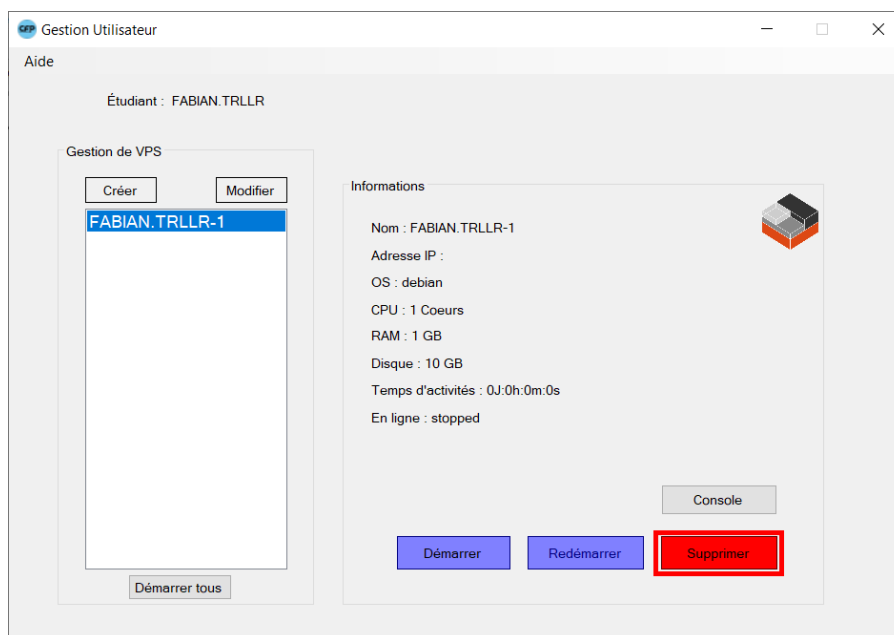 CFP Gestion Utilisateur
Aide
Étudiant : FABIAN.TRLLR
Gestion de VPS
Créer Modifier
FABIAN.TRLLR-1
Démarrer tous
Informations
Nom : FABIAN.TRLLR-1
Adresse IP :
OS : debian
CPU : 1 Coeurs
RAM : 1 GB
Disque : 10 GB
Temps d'activités : 0J:0h:0m:0s
En ligne : stopped
Console
Démarrer Redémarrer Supprimer